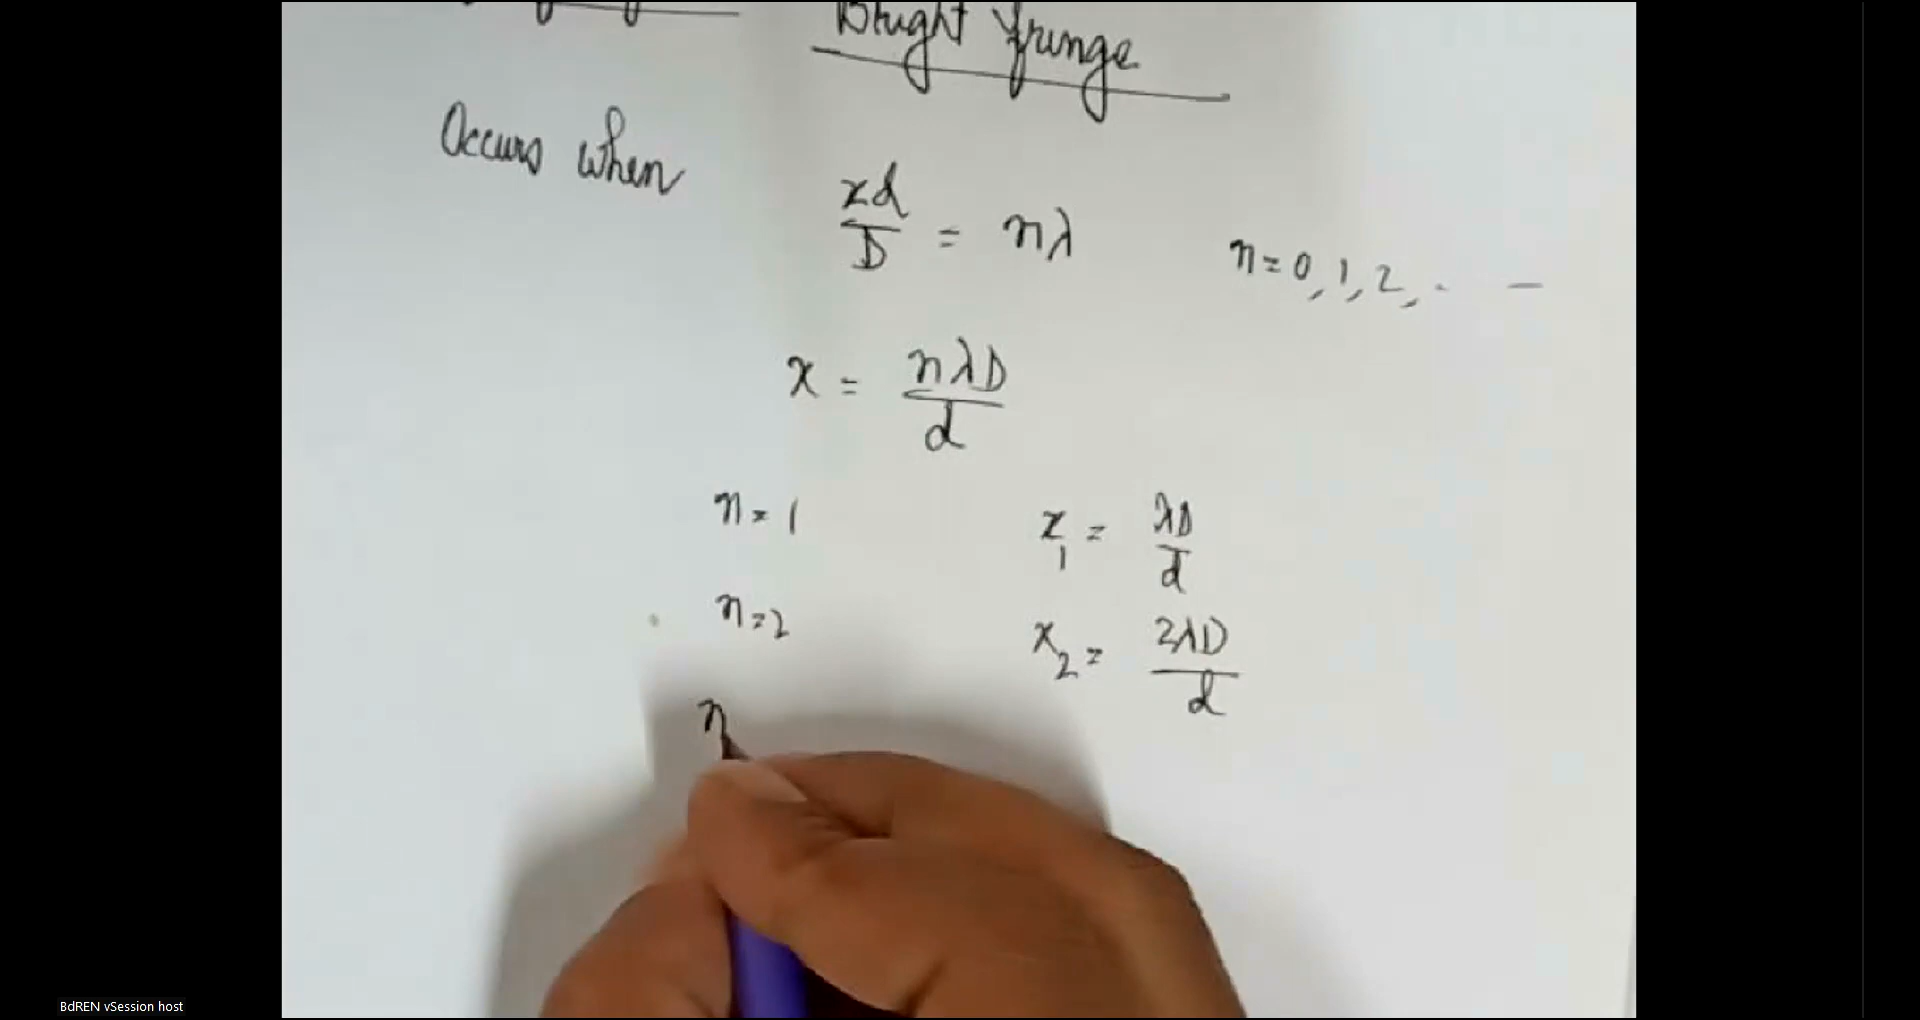 Bright fringe
Occurs when
xd/D = nλ
n = 0, 1, 2, . —
x = nλD/d
n = 1
x₁ = λD/d
n = 2
x₂ = 2λD/d
n
BdREN vSession host